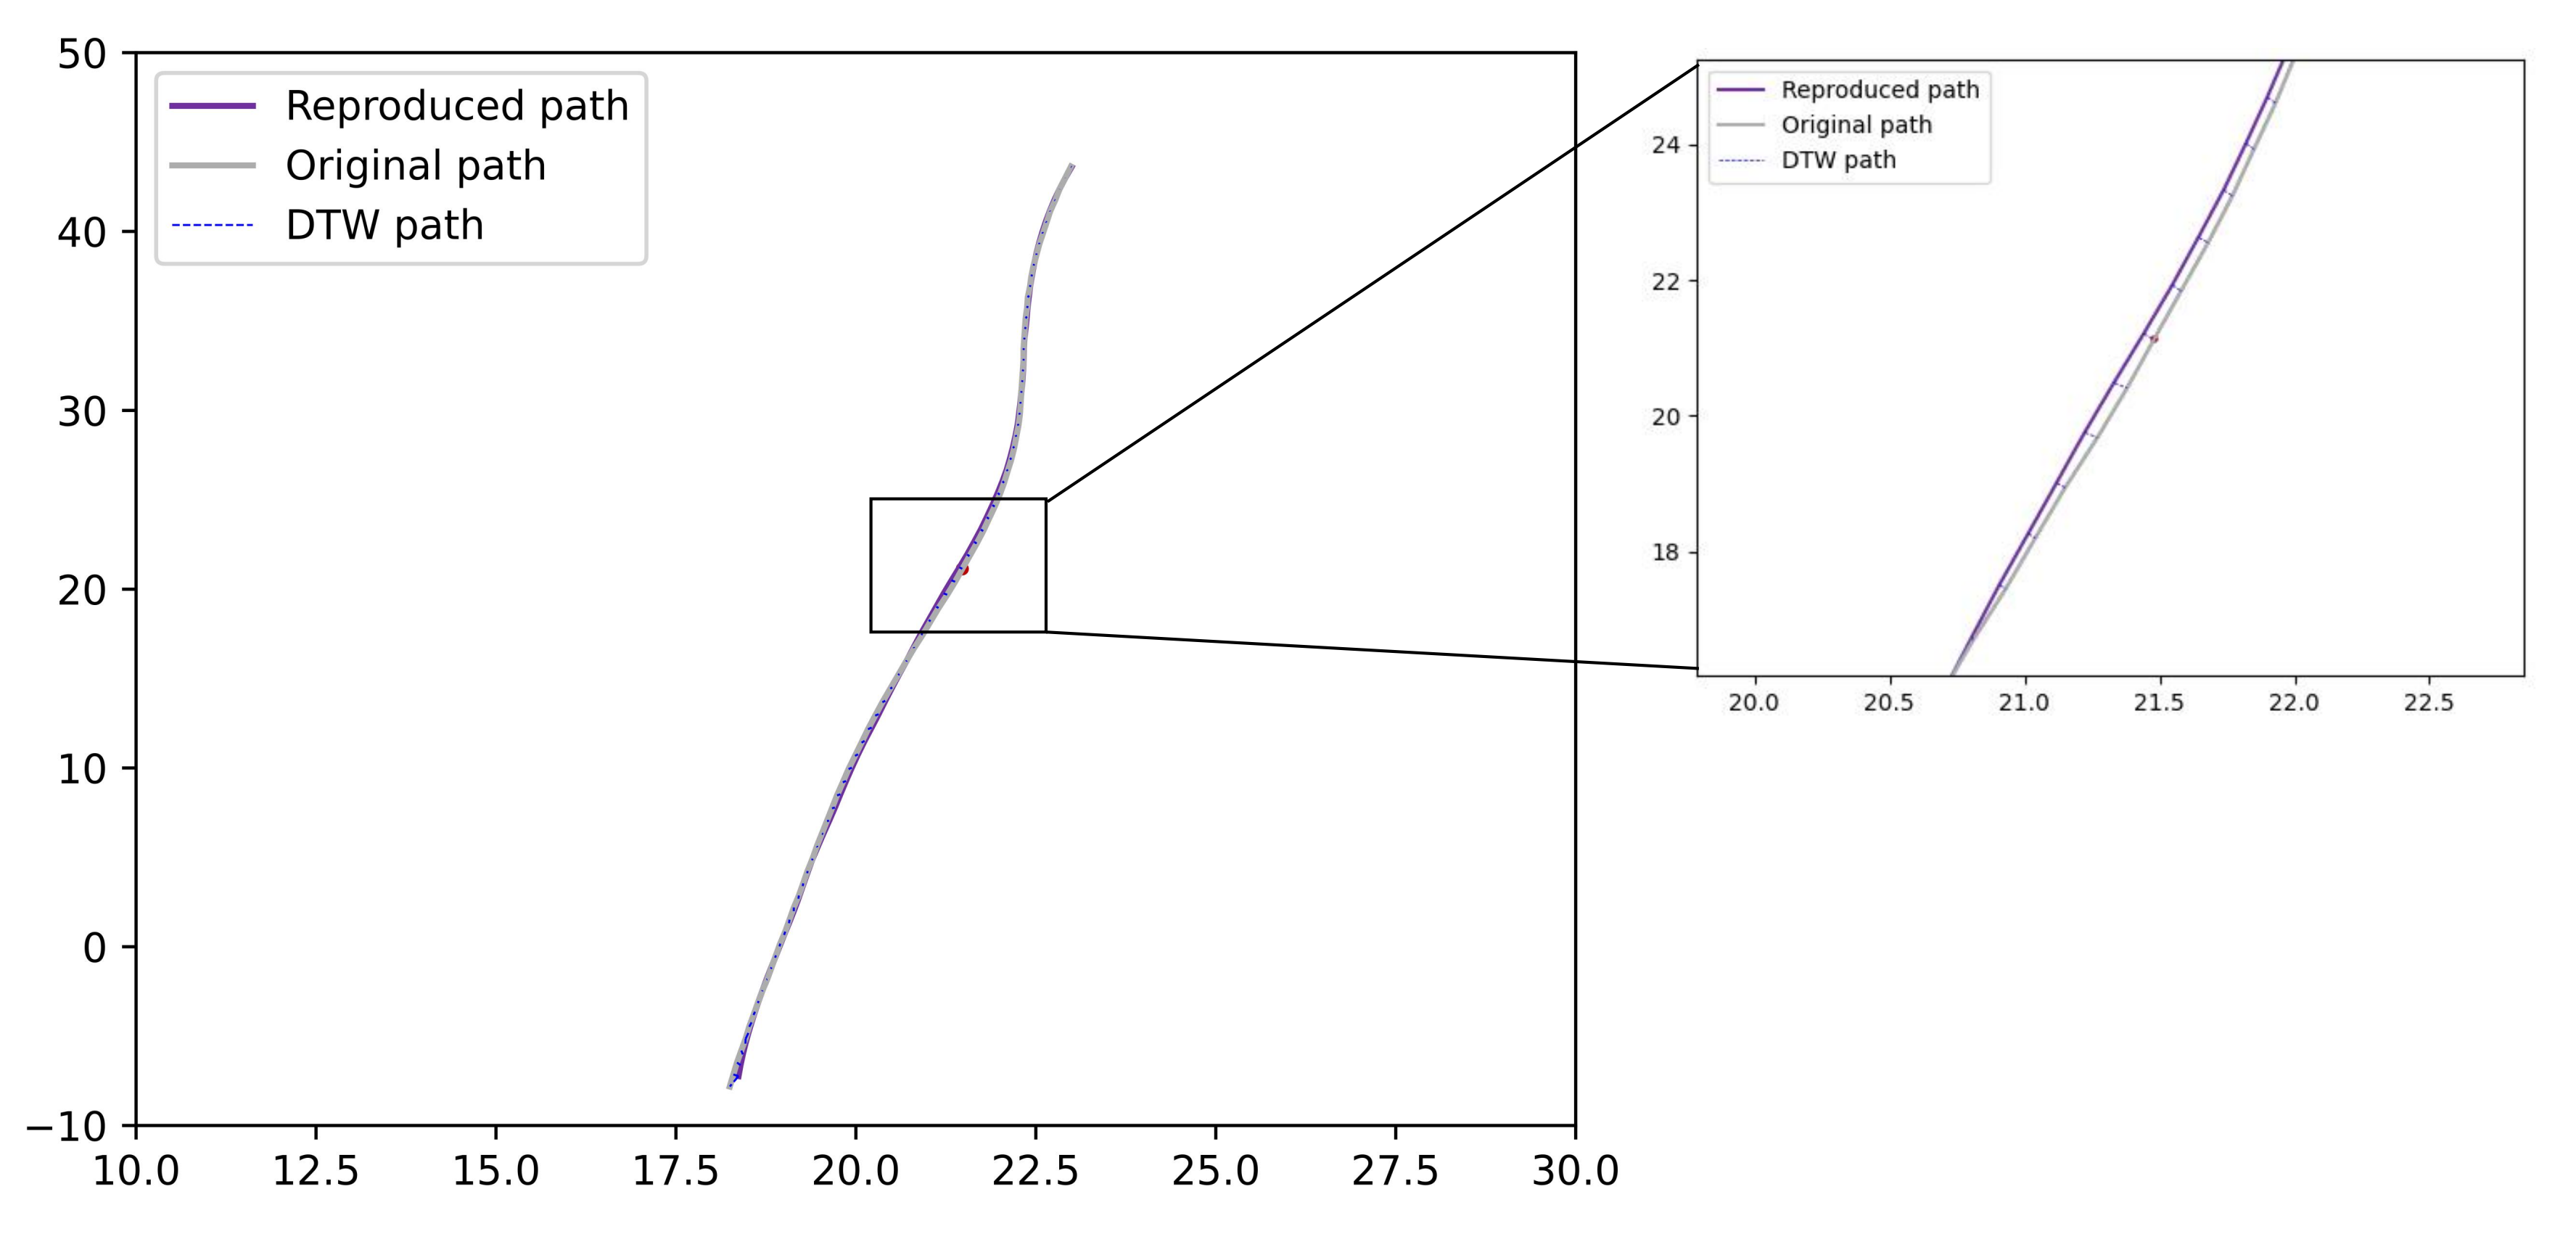 50
40
30
20
10
0
−10
10.0 12.5 15.0 17.5 20.0 22.5 25.0 27.5 30.0
Reproduced path
Original path
DTW path
Reproduced path
Original path
DTW path
24
22
20
18
20.0 20.5 21.0 21.5 22.0 22.5